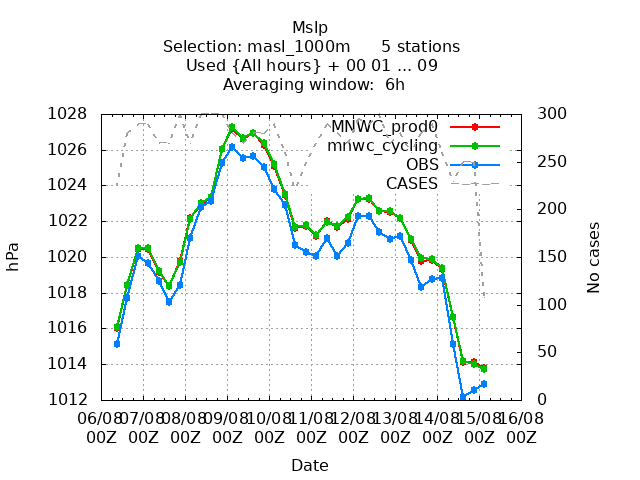 Mslp
Selection: masl_1000m 5 stations
Used {All hours} + 00 01 ... 09
Averaging window: 6h
1028
1026
1024
1022
1020
1018
1016
1014
1012
hPa
300
250
200
150
100
50
0
No cases
MNWC_prod0
mnwc_cycling
OBS
CASES
06/08 07/08 08/08 09/08 10/08 11/08 12/08 13/08 14/08 15/08 16/08
00Z 00Z 00Z 00Z 00Z 00Z 00Z 00Z 00Z 00Z 00Z
Date